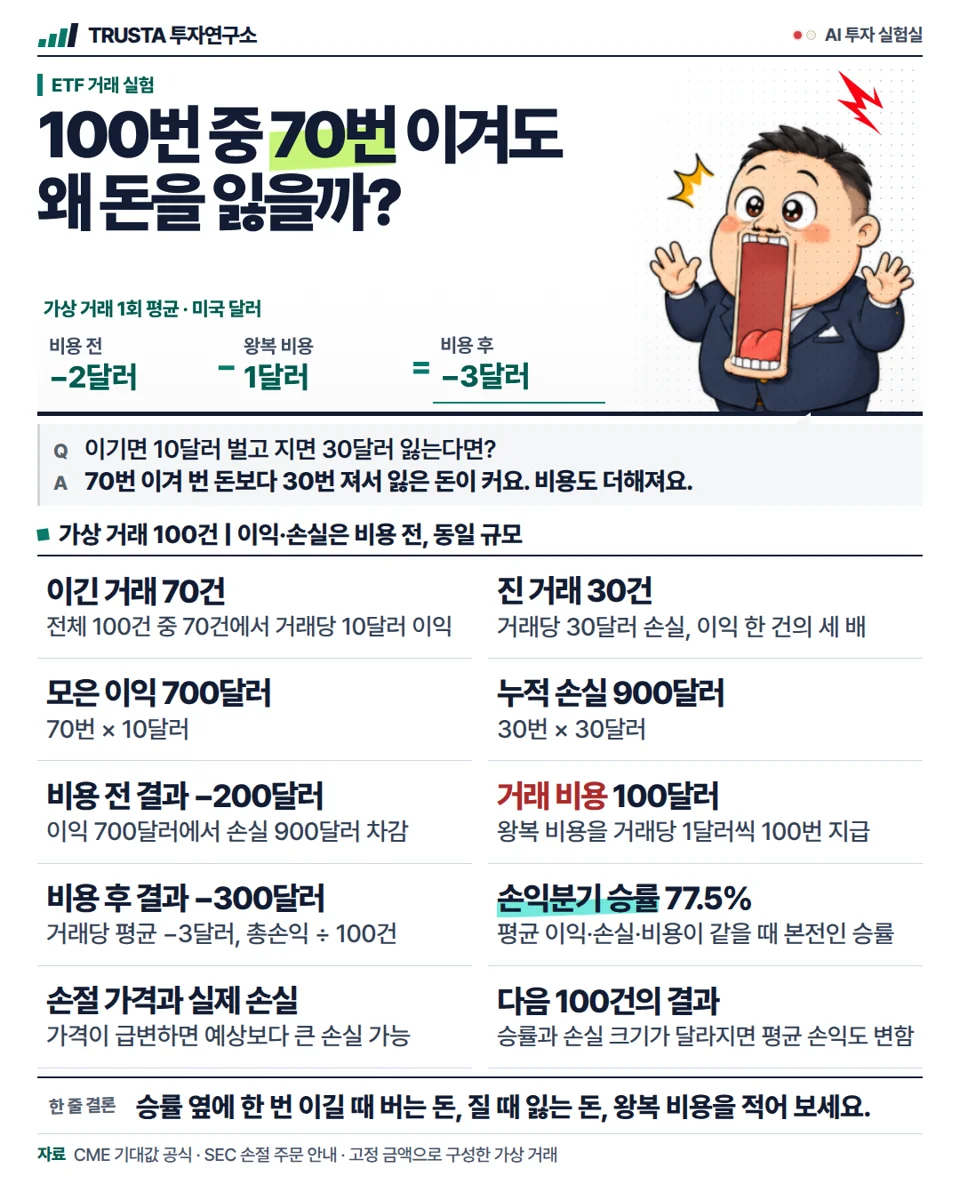 TRUSTA 투자연구소
AI 투자 실험실
ETF 거래 실험
100번 중 70번 이겨도
왜 돈을 잃을까?
가상 거래 1회 평균 · 미국 달러
비용 전
−2달러
−
왕복 비용
1달러
=
비용 후
−3달러
Q 이기면 10달러 벌고 지면 30달러 잃는다면?
A 70번 이겨 번 돈보다 30번 져서 잃은 돈이 커요. 비용도 더해져요.
가상 거래 100건 | 이익·손실은 비용 전, 동일 규모
이긴 거래 70건
전체 100건 중 70건에서 거래당 10달러 이익
진 거래 30건
거래당 30달러 손실, 이익 한 건의 세 배
모은 이익 700달러
70번 × 10달러
누적 손실 900달러
30번 × 30달러
비용 전 결과 −200달러
이익 700달러에서 손실 900달러 차감
거래 비용 100달러
왕복 비용을 거래당 1달러씩 100번 지급
비용 후 결과 −300달러
거래당 평균 −3달러, 총손익 ÷ 100건
손익분기 승률 77.5%
평균 이익·손실·비용이 같을 때 본전인 승률
손절 가격과 실제 손실
가격이 급변하면 예상보다 큰 손실 가능
다음 100건의 결과
승률과 손실 크기가 달라지면 평균 손익도 변함
한 줄 결론 승률 옆에 한 번 이길 때 버는 돈, 질 때 잃는 돈, 왕복 비용을 적어 보세요.
자료 CME 기대값 공식 · SEC 손절 주문 안내 · 고정 금액으로 구성한 가상 거래